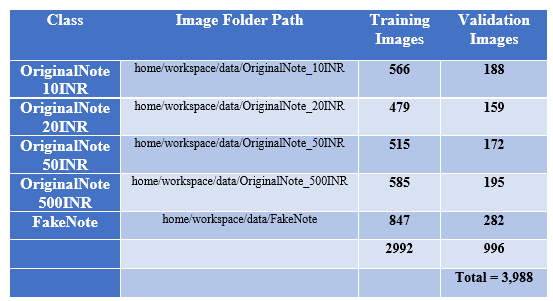 Class Image Folder Path Training Images Validation Images
OriginalNote 10INR home/workspace/data/OriginalNote_10INR 566 188
OriginalNote 20INR home/workspace/data/OriginalNote_20INR 479 159
OriginalNote 50INR home/workspace/data/OriginalNote_50INR 515 172
OriginalNote 500INR home/workspace/data/OriginalNote_500INR 585 195
FakeNote home/workspace/data/FakeNote 847 282
2992 996
Total = 3,988